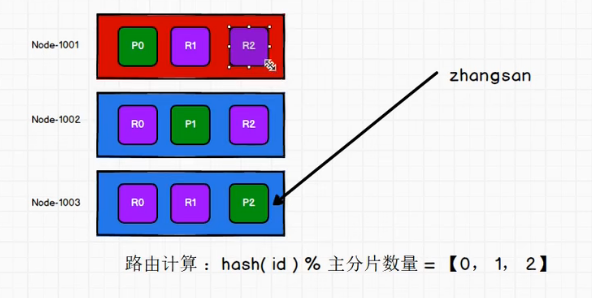 Node-1001 P0 R1 R2
zhangsan
Node-1002 R0 P1 R2
Node-1003 R0 R1 P2
路由计算：hash( id ) % 主分片数量 = 【0， 1， 2】